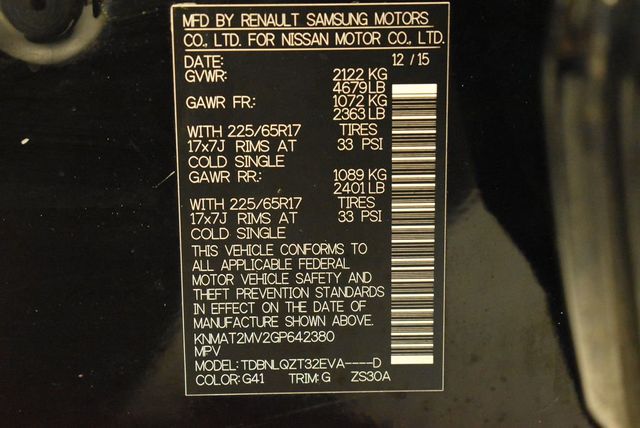 MFD BY RENAULT SAMSUNG MOTORS
CO., LTD. FOR NISSAN MOTOR CO., LTD.
DATE: 12 / 15
GVWR: 2122 KG
4679LB
GAWR FR.: 1072 KG
2363LB
WITH 225/65R17 TIRES
17x7J RIMS AT 33 PSI
COLD SINGLE
GAWR RR.: 1089 KG
2401LB
WITH 225/65R17 TIRES
17x7J RIMS AT 33 PSI
COLD SINGLE
THIS VEHICLE CONFORMS TO
ALL APPLICABLE FEDERAL
MOTOR VEHICLE SAFETY AND
THEFT PREVENTION STANDARDS
IN EFFECT ON THE DATE OF
MANUFACTURE SHOWN ABOVE.
KNMAT2MV2GP642380
MPV
MODEL: TDBNLQZT32EVA----D
COLOR: G41 TRIM: G ZS30A